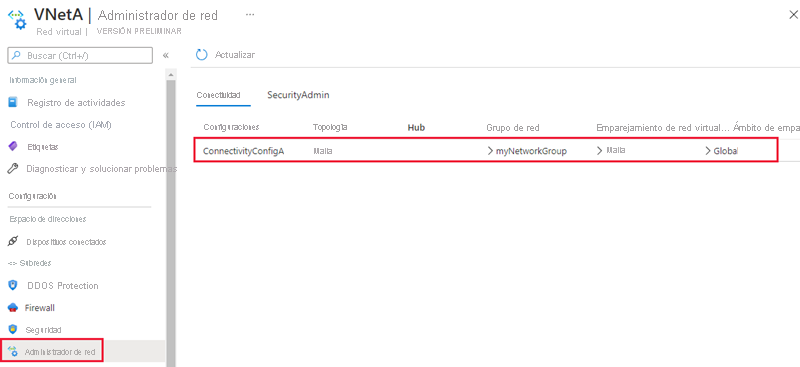 VNetA | Administrador de red ...
Red virtual | VERSIÓN PRELIMINAR
Buscar (Ctrl+/)
«
Información general
Registro de actividades
Control de acceso (IAM)
Etiquetas
Diagnosticar y solucionar problemas
Configuración
Espacio de direcciones
Dispositivos conectados
<> Subredes
DDOS Protection
Firewall
Seguridad
Administrador de red
Actualizar
Conectividad SecurityAdmin
Configuraciones Topología Hub Grupo de red Emparejamiento de red virtual... Ámbito de empa
ConnectivityConfigA Malla > myNetworkGroup > Malla > Global